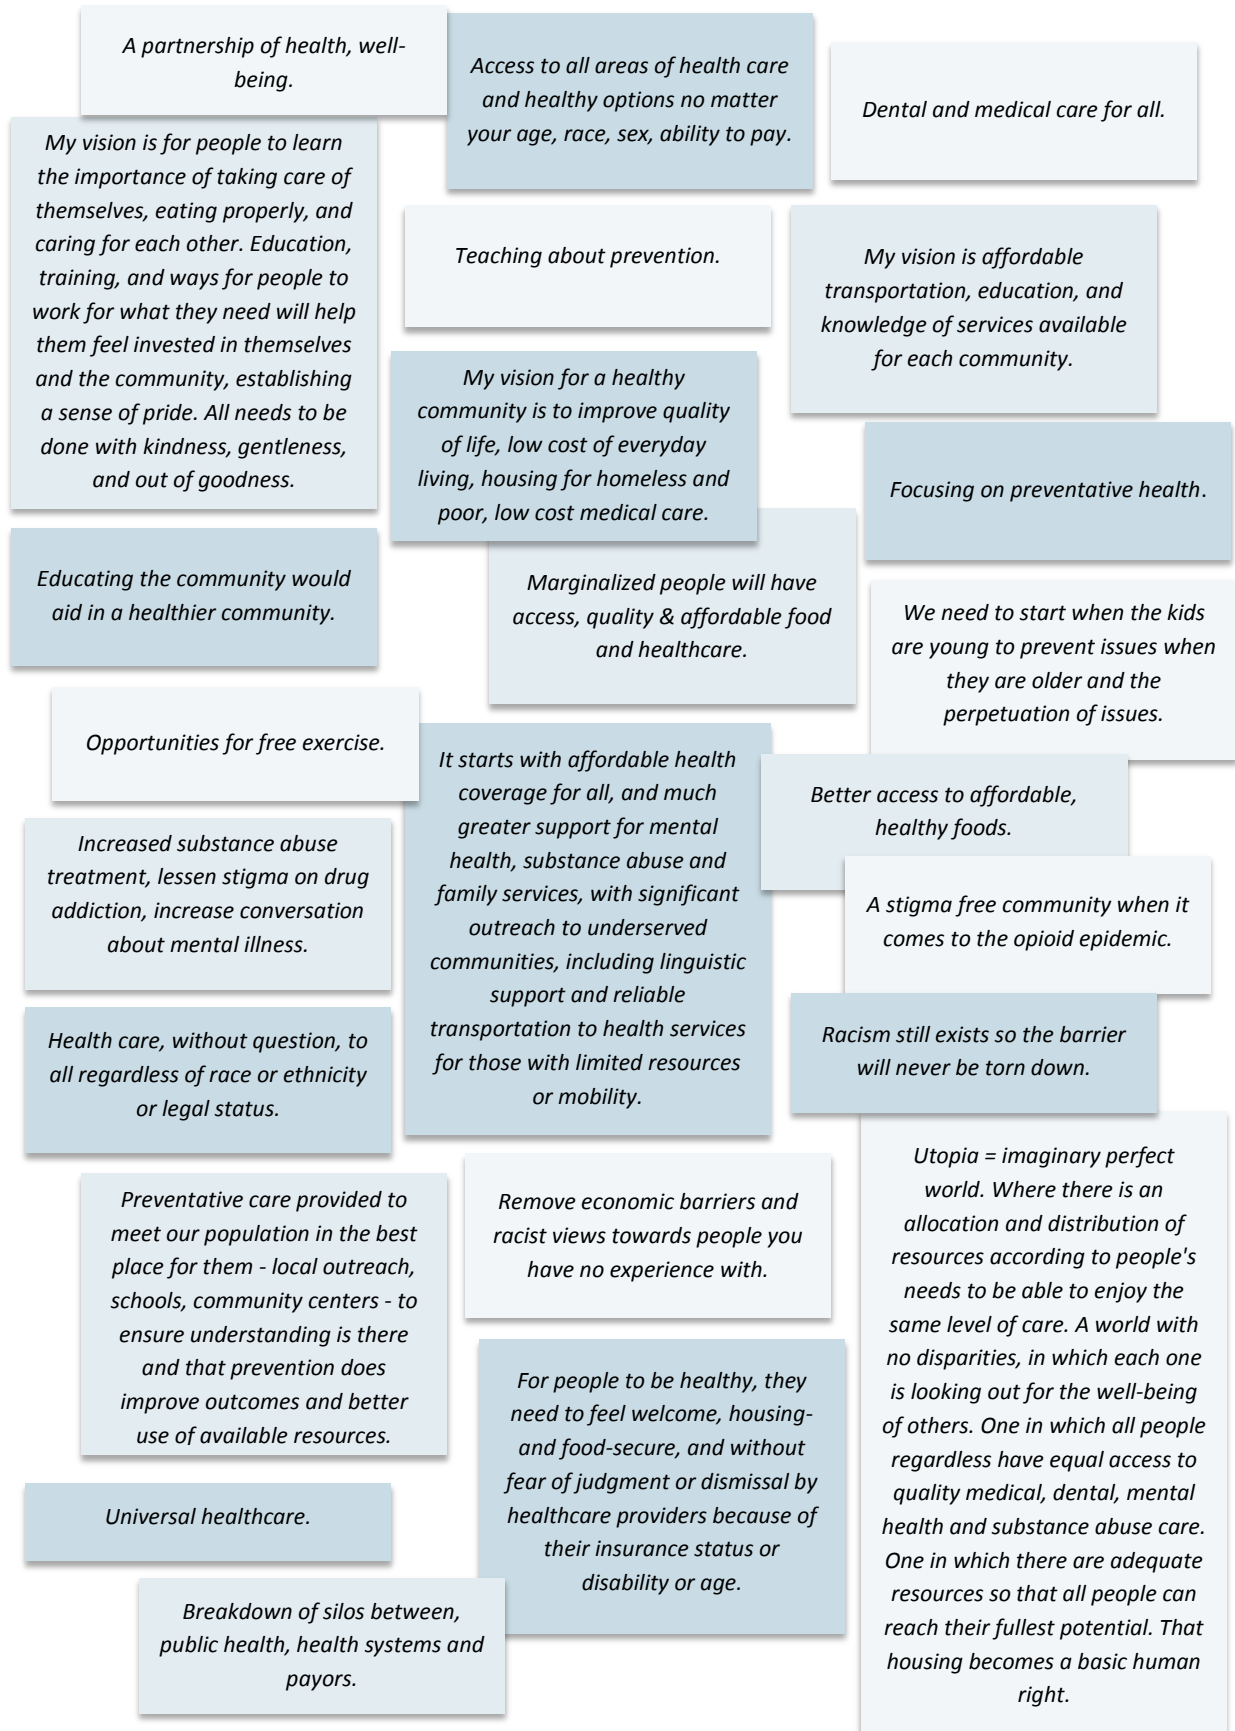 A partnership of health, well-
being.
Access to all areas of health care
and healthy options no matter
your age, race, sex, ability to pay.
Dental and medical care for all.
My vision is for people to learn
the importance of taking care of
themselves, eating properly, and
caring for each other. Education,
training, and ways for people to
work for what they need will help
them feel invested in themselves
and the community, establishing
a sense of pride. All needs to be
done with kindness, gentleness,
and out of goodness.
Teaching about prevention.
My vision is affordable
transportation, education, and
knowledge of services available
for each community.
My vision for a healthy
community is to improve quality
of life, low cost of everyday
living, housing for homeless and
poor, low cost medical care.
Focusing on preventative health.
Educating the community would
aid in a healthier community.
Marginalized people will have
access, quality & affordable food
and healthcare.
We need to start when the kids
are young to prevent issues when
they are older and the
perpetuation of issues.
Opportunities for free exercise.
It starts with affordable health
coverage for all, and much
greater support for mental
health, substance abuse and
family services, with significant
outreach to underserved
communities, including linguistic
support and reliable
transportation to health services
for those with limited resources
or mobility.
Better access to affordable,
healthy foods.
Increased substance abuse
treatment, lessen stigma on drug
addiction, increase conversation
about mental illness.
A stigma free community when it
comes to the opioid epidemic.
Health care, without question, to
all regardless of race or ethnicity
or legal status.
Racism still exists so the barrier
will never be torn down.
Preventative care provided to
meet our population in the best
place for them - local outreach,
schools, community centers - to
ensure understanding is there
and that prevention does
improve outcomes and better
use of available resources.
Remove economic barriers and
racist views towards people you
have no experience with.
Utopia = imaginary perfect
world. Where there is an
allocation and distribution of
resources according to people's
needs to be able to enjoy the
same level of care. A world with
no disparities, in which each one
is looking out for the well-being
of others. One in which all people
regardless have equal access to
quality medical, dental, mental
health and substance abuse care.
One in which there are adequate
resources so that all people can
reach their fullest potential. That
housing becomes a basic human
right.
For people to be healthy, they
need to feel welcome, housing-
and food-secure, and without
fear of judgment or dismissal by
healthcare providers because of
their insurance status or
disability or age.
Universal healthcare.
Breakdown of silos between,
public health, health systems and
payors.